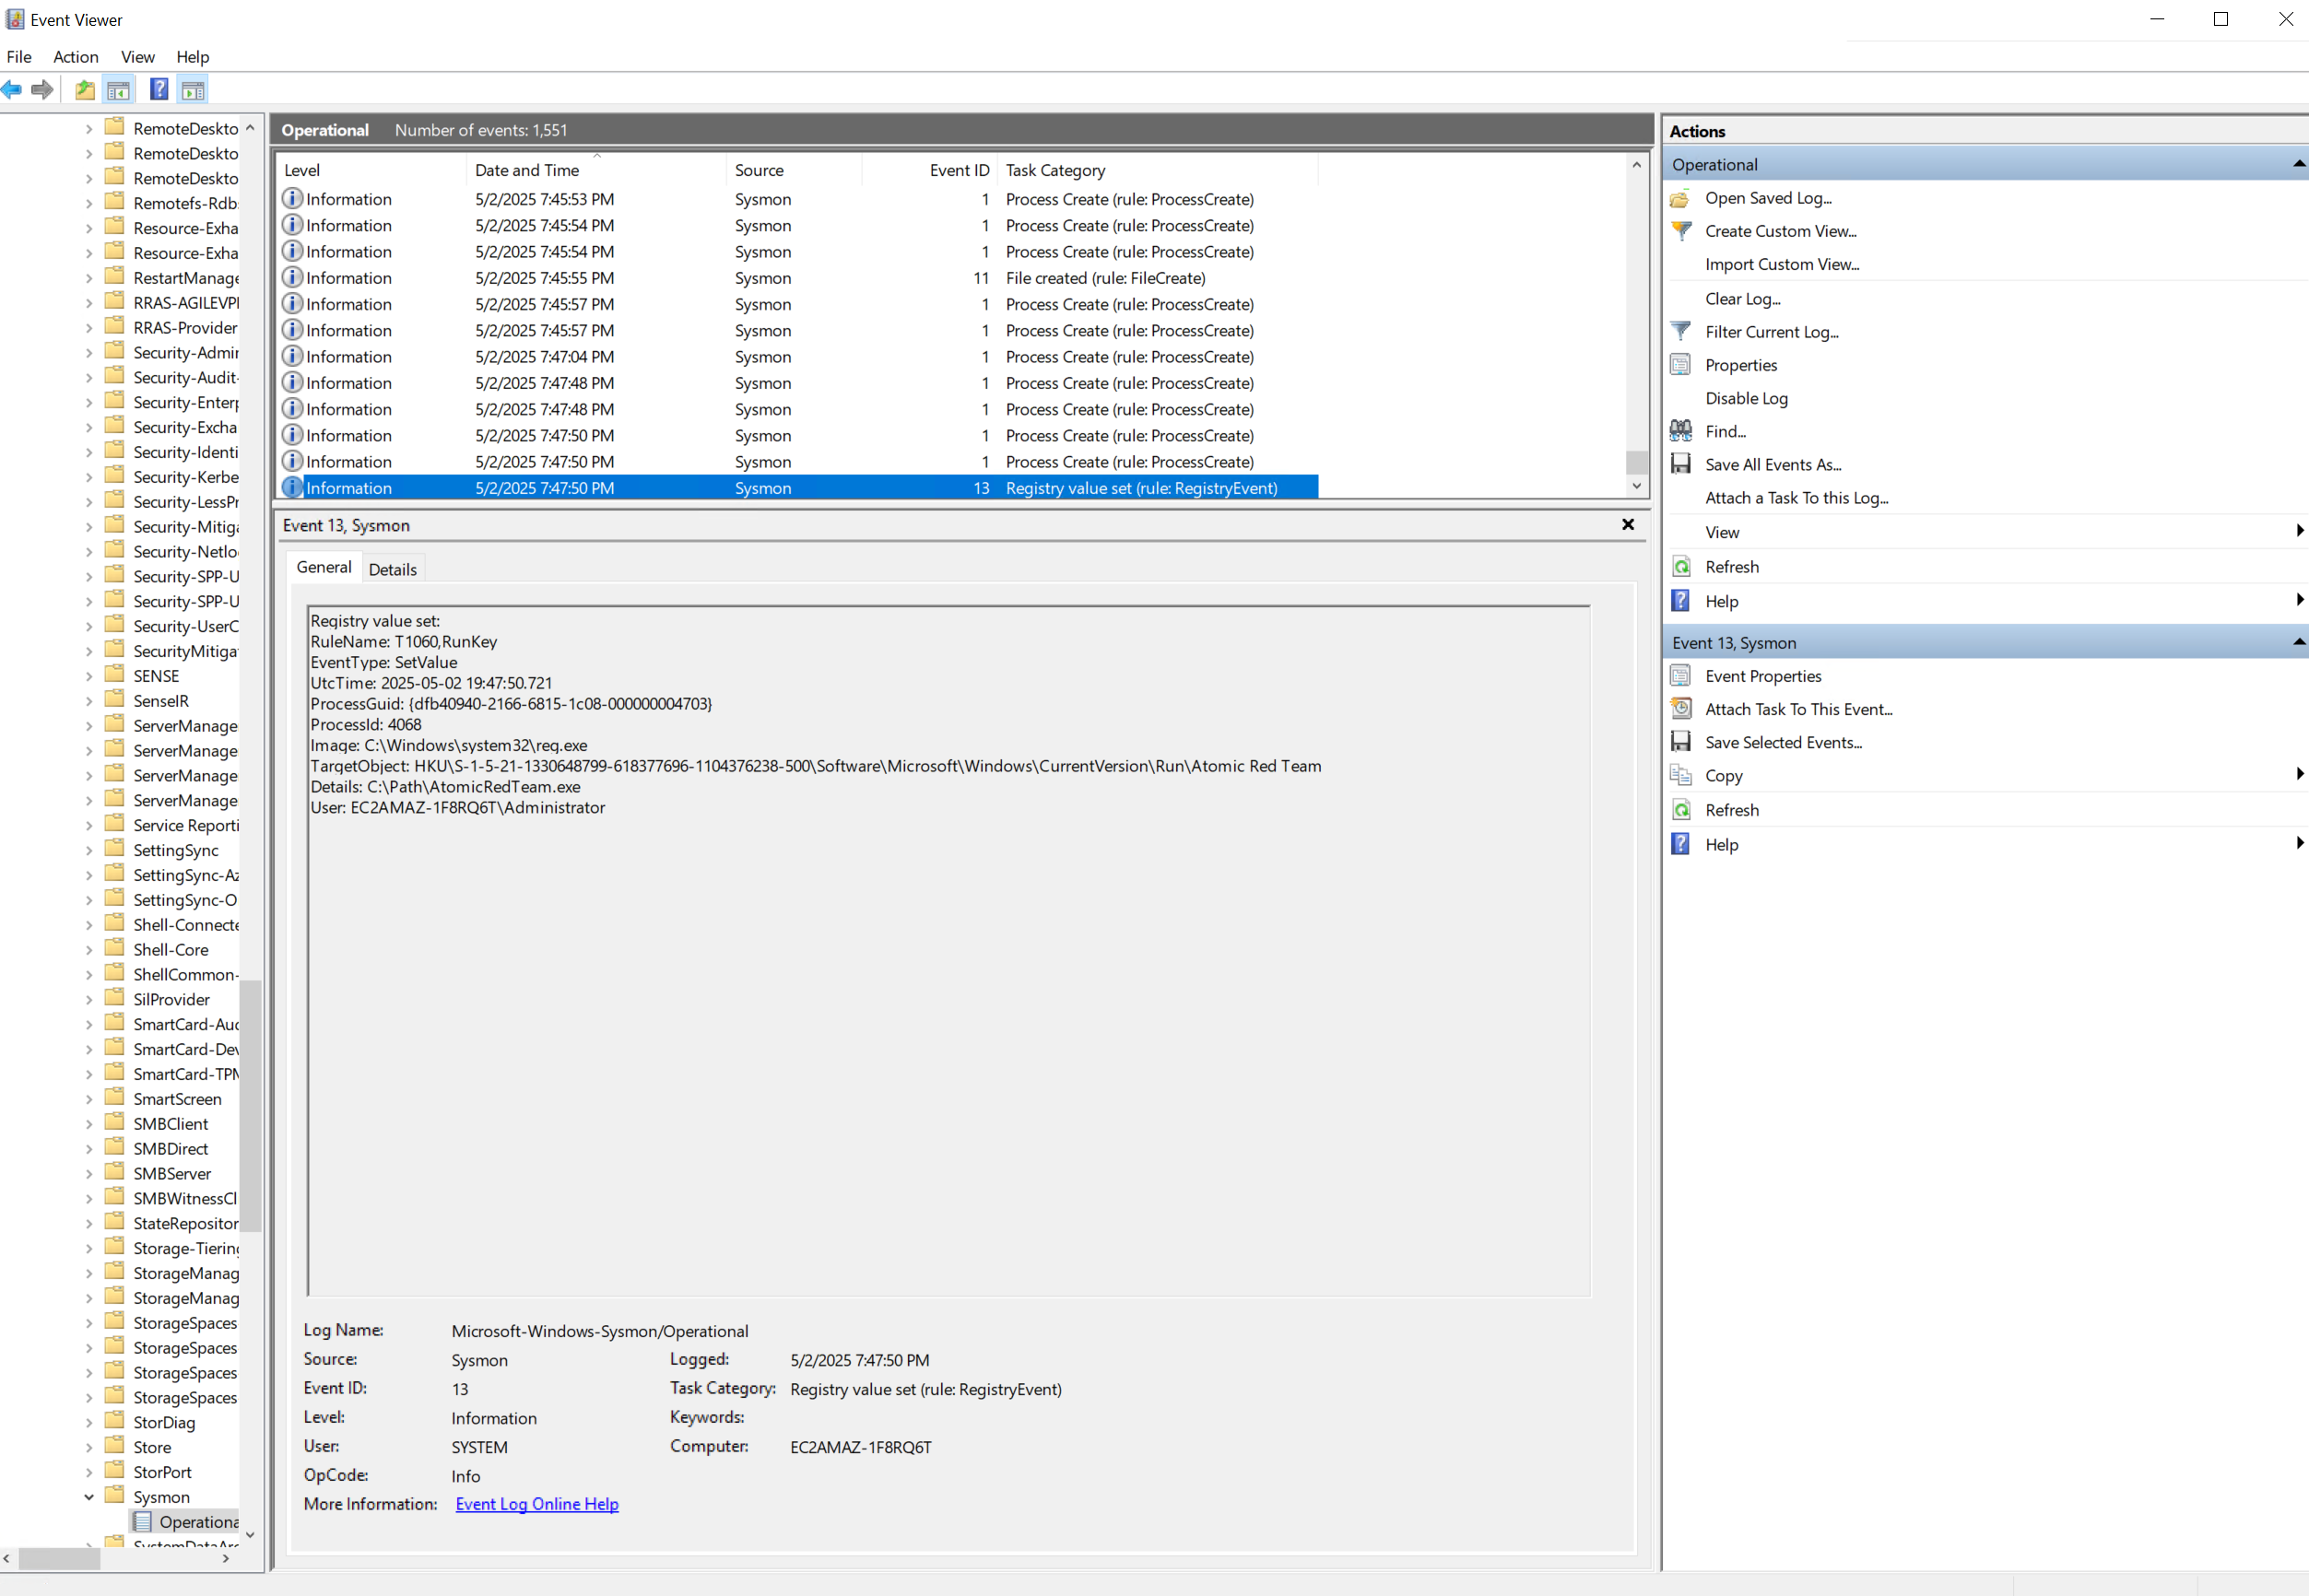 Event Viewer
File Action View Help
RemoteDeskto
RemoteDeskto
RemoteDeskto
Remotefs-Rdb
Resource-Exha
Resource-Exha
RestartManage
RRAS-AGILEVPI
RRAS-Provider
Security-Admir
Security-Audit-
Security-Enterp
Security-Excha
Security-Identi
Security-Kerbe
Security-LessPr
Security-Mitiga
Security-Netlo
Security-SPP-U
Security-SPP-U
Security-UserC
SecurityMitiga
SENSE
SenseIR
ServerManage
ServerManage
ServerManage
ServerManage
Service Reporti
SettingSync
SettingSync-Az
SettingSync-O
Shell-Connecte
Shell-Core
ShellCommon-
SilProvider
SmartCard-Aud
SmartCard-Dev
SmartCard-TPM
SmartScreen
SMBClient
SMBDirect
SMBServer
SMBWitnessCl
StateRepositor
Storage-Tiering
StorageManag
StorageManag
StorageSpaces
StorageSpaces
StorageSpaces
StorageSpaces
StorDiag
Store
StorPort
Sysmon
Operationa
SystemDataArc
Operational Number of events: 1,551
Level Date and Time Source Event ID Task Category
Information 5/2/2025 7:45:53 PM Sysmon 1 Process Create (rule: ProcessCreate)
Information 5/2/2025 7:45:54 PM Sysmon 1 Process Create (rule: ProcessCreate)
Information 5/2/2025 7:45:54 PM Sysmon 1 Process Create (rule: ProcessCreate)
Information 5/2/2025 7:45:55 PM Sysmon 11 File created (rule: FileCreate)
Information 5/2/2025 7:45:57 PM Sysmon 1 Process Create (rule: ProcessCreate)
Information 5/2/2025 7:45:57 PM Sysmon 1 Process Create (rule: ProcessCreate)
Information 5/2/2025 7:47:04 PM Sysmon 1 Process Create (rule: ProcessCreate)
Information 5/2/2025 7:47:48 PM Sysmon 1 Process Create (rule: ProcessCreate)
Information 5/2/2025 7:47:48 PM Sysmon 1 Process Create (rule: ProcessCreate)
Information 5/2/2025 7:47:50 PM Sysmon 1 Process Create (rule: ProcessCreate)
Information 5/2/2025 7:47:50 PM Sysmon 1 Process Create (rule: ProcessCreate)
Information 5/2/2025 7:47:50 PM Sysmon 13 Registry value set (rule: RegistryEvent)
Event 13, Sysmon
General Details
Registry value set:
RuleName: T1060,RunKey
EventType: SetValue
UtcTime: 2025-05-02 19:47:50.721
ProcessGuid: {dfb40940-2166-6815-1c08-000000004703}
ProcessId: 4068
Image: C:\Windows\system32\reg.exe
TargetObject: HKU\S-1-5-21-1330648799-618377696-1104376238-500\Software\Microsoft\Windows\CurrentVersion\Run\Atomic Red Team
Details: C:\Path\AtomicRedTeam.exe
User: EC2AMAZ-1F8RQ6T\Administrator
Log Name: Microsoft-Windows-Sysmon/Operational
Source: Sysmon Logged: 5/2/2025 7:47:50 PM
Event ID: 13 Task Category: Registry value set (rule: RegistryEvent)
Level: Information Keywords:
User: SYSTEM Computer: EC2AMAZ-1F8RQ6T
OpCode: Info
More Information: Event Log Online Help
Actions
Operational
Open Saved Log...
Create Custom View...
Import Custom View...
Clear Log...
Filter Current Log...
Properties
Disable Log
Find...
Save All Events As...
Attach a Task To this Log...
View
Refresh
Help
Event 13, Sysmon
Event Properties
Attach Task To This Event...
Save Selected Events...
Copy
Refresh
Help